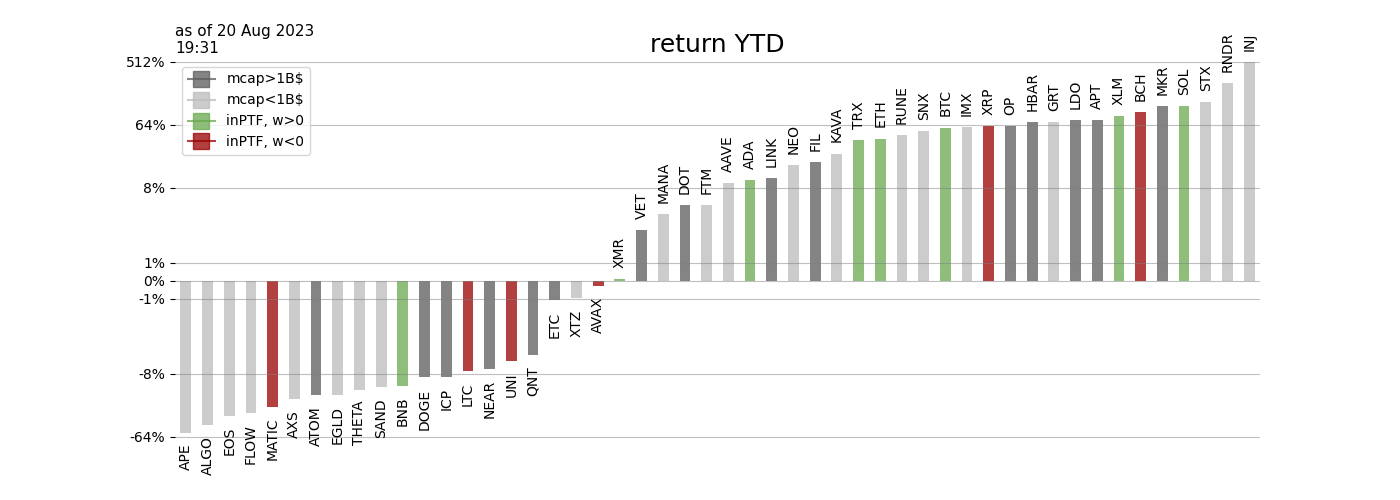 as of 20 Aug 2023
19:31
return YTD
mcap>1B$
mcap<1B$
inPTF, w>0
inPTF, w<0
512%
64%
8%
1%
0%
-1%
-8%
-64%
APE
ALGO
EOS
FLOW
MATIC
AXS
ATOM
EGLD
THETA
SAND
BNB
DOGE
ICP
LTC
NEAR
UNI
QNT
ETC
XTZ
AVAX
XMR
VET
MANA
DOT
FTM
AAVE
ADA
LINK
NEO
FIL
KAVA
TRX
ETH
RUNE
SNX
BTC
IMX
XRP
OP
HBAR
GRT
LDO
APT
XLM
BCH
MKR
SOL
STX
RNDR
INJ